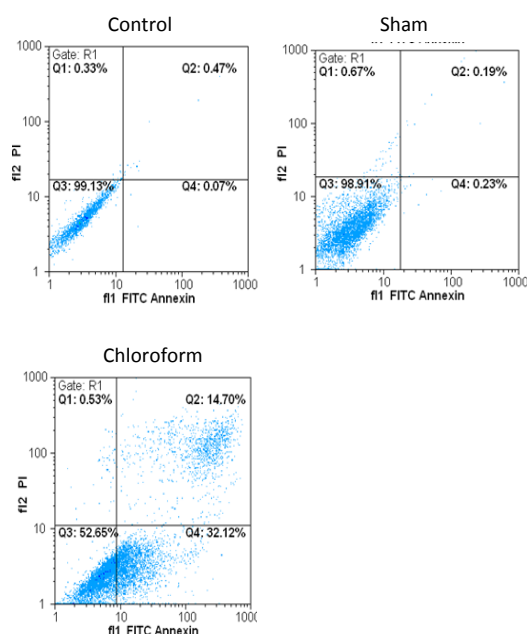 Control
Gate: R1
Q1: 0.33%
Q2: 0.47%
Q3: 99.13%
Q4: 0.07%
1000
100
10
1
fl2 PI
1
10
100
1000
fl1 FITC Annexin
Sham
fl1 FITC Annexin
Gate: R1
Q1: 0.67%
Q2: 0.19%
Q3: 98.91%
Q4: 0.23%
1000
100
10
1
fl2 PI
1
10
100
1000
fl1 FITC Annexin
Chloroform
Gate: R1
Q1: 0.53%
Q2: 14.70%
Q3: 52.65%
Q4: 32.12%
1000
100
10
1
fl2 PI
1
10
100
1000
fl1 FITC Annexin